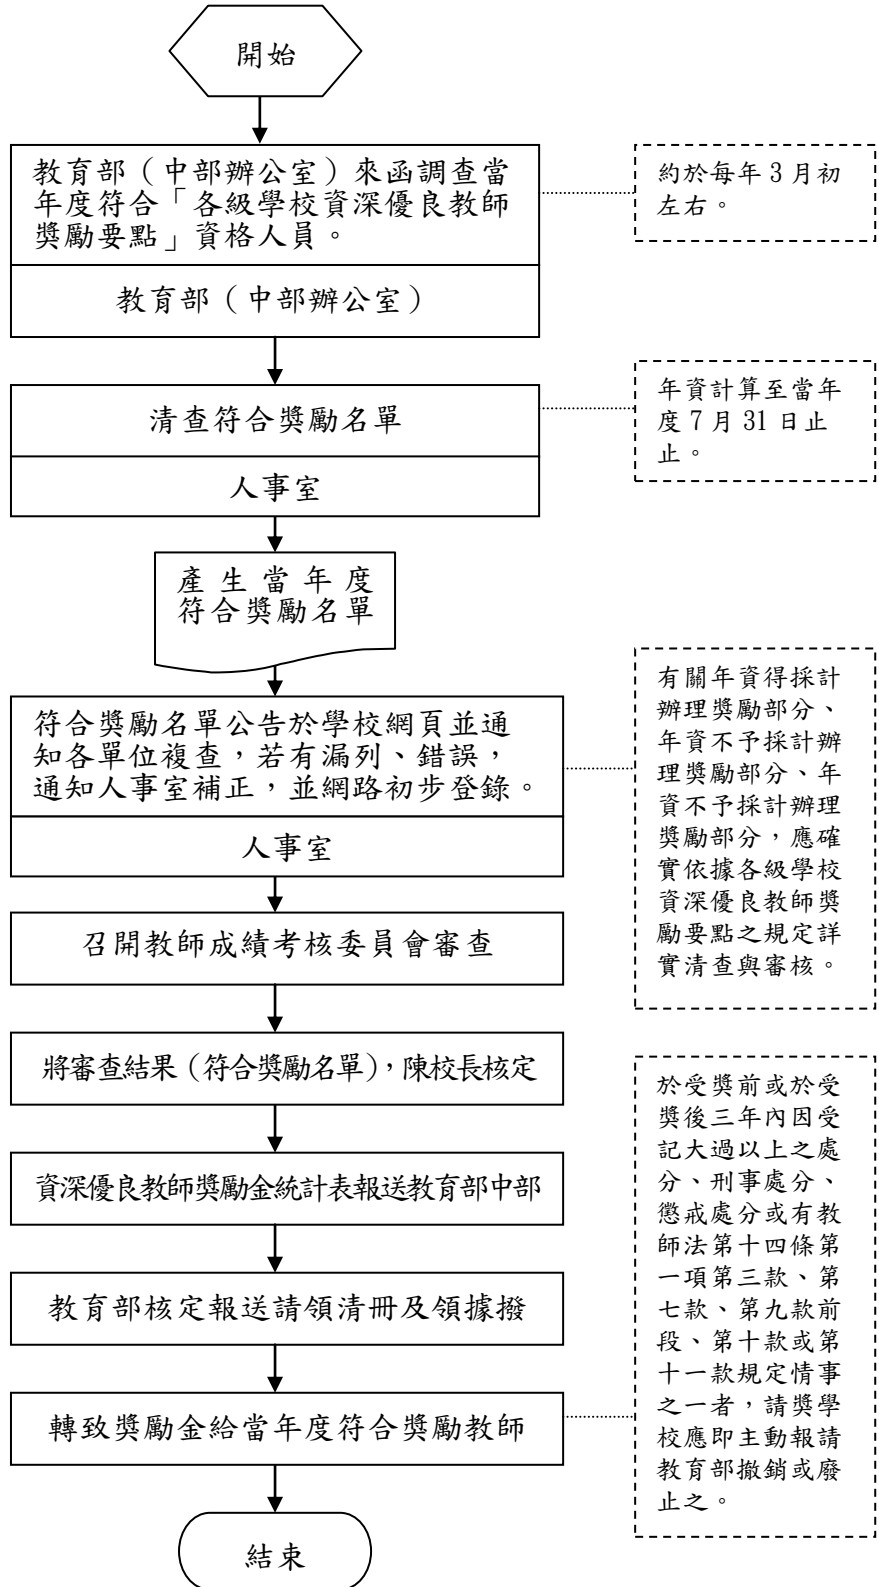 開始
教育部（中部辦公室）來函調查當
年度符合「各級學校資深優良教師
獎勵要點」資格人員。
教育部（中部辦公室）
約於每年 3 月初
左右。
清查符合獎勵名單
人事室
年資計算至當年
度 7 月 31 日止
止。
產生當年度
符合獎勵名單
符合獎勵名單公告於學校網頁並通
知各單位複查，若有漏列、錯誤，
通知人事室補正，並網路初步登錄。
人事室
有關年資得採計
辦理獎勵部分、
年資不予採計辦
理獎勵部分、年
資不予採計辦理
獎勵部分，應確
實依據各級學校
資深優良教師獎
勵要點之規定詳
實清查與審核。
召開教師成績考核委員會審查
將審查結果（符合獎勵名單），陳校長核定
資深優良教師獎勵金統計表報送教育部中部
教育部核定報送請領清冊及領據撥
轉致獎勵金給當年度符合獎勵教師
於受獎前或於受
獎後三年內因受
記大過以上之處
分、刑事處分、
懲戒處分或有教
師法第十四條第
一項第三款、第
七款、第九款前
段、第十款或第
十一款規定情事
之一者，請獎學
校應即主動報請
教育部撤銷或廢
止之。
結束